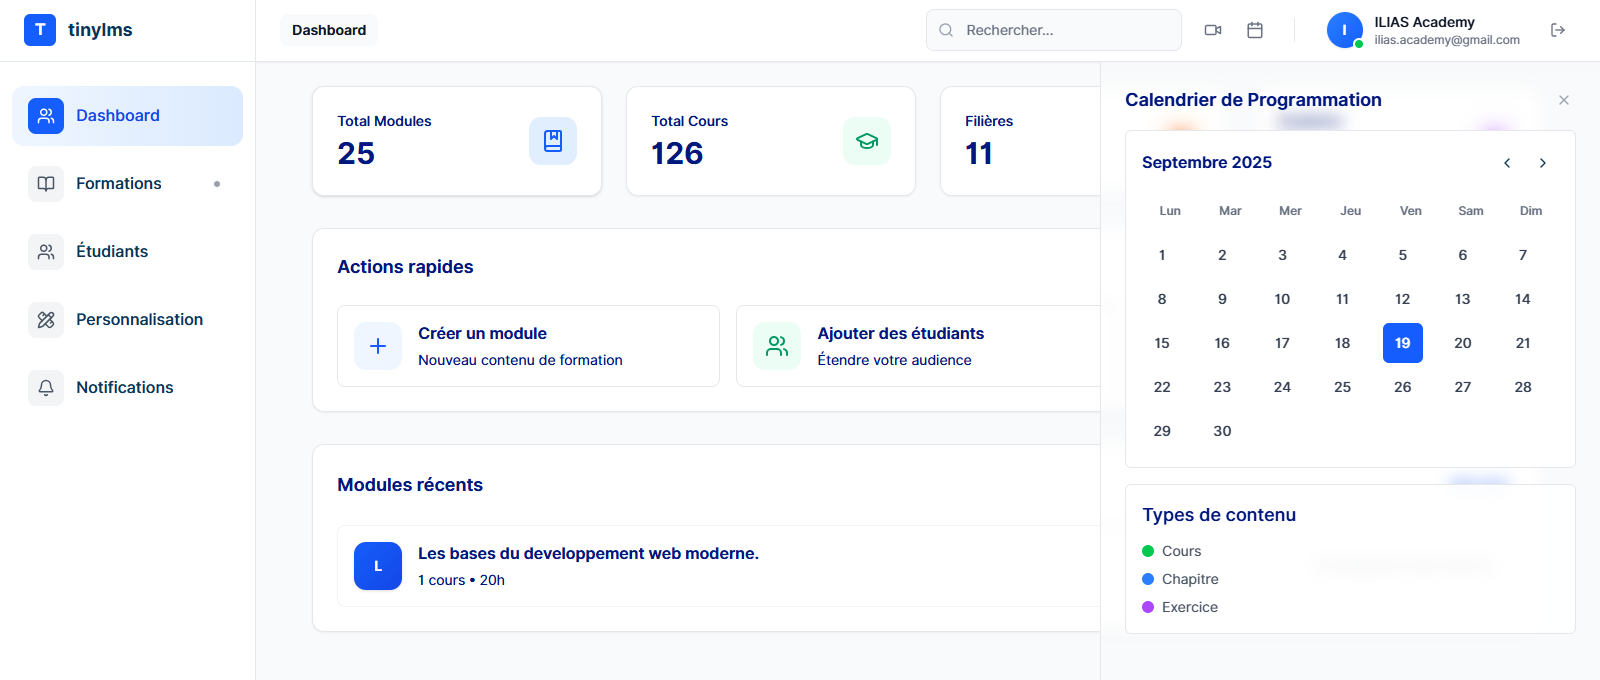 T tinylms
Dashboard
Rechercher...
I
ILIAS Academy
ilias.academy@gmail.com
Dashboard
Formations
Étudiants
Personnalisation
Notifications
Total Modules
25
Total Cours
126
Filières
11
Actions rapides
Créer un module
Nouveau contenu de formation
Ajouter des étudiants
Étendre votre audience
Modules récents
L
Les bases du developpement web moderne.
1 cours • 20h
Calendrier de Programmation
Septembre 2025
Lun Mar Mer Jeu Ven Sam Dim
1 2 3 4 5 6 7
8 9 10 11 12 13 14
15 16 17 18 19 20 21
22 23 24 25 26 27 28
29 30
Types de contenu
Cours
Chapitre
Exercice